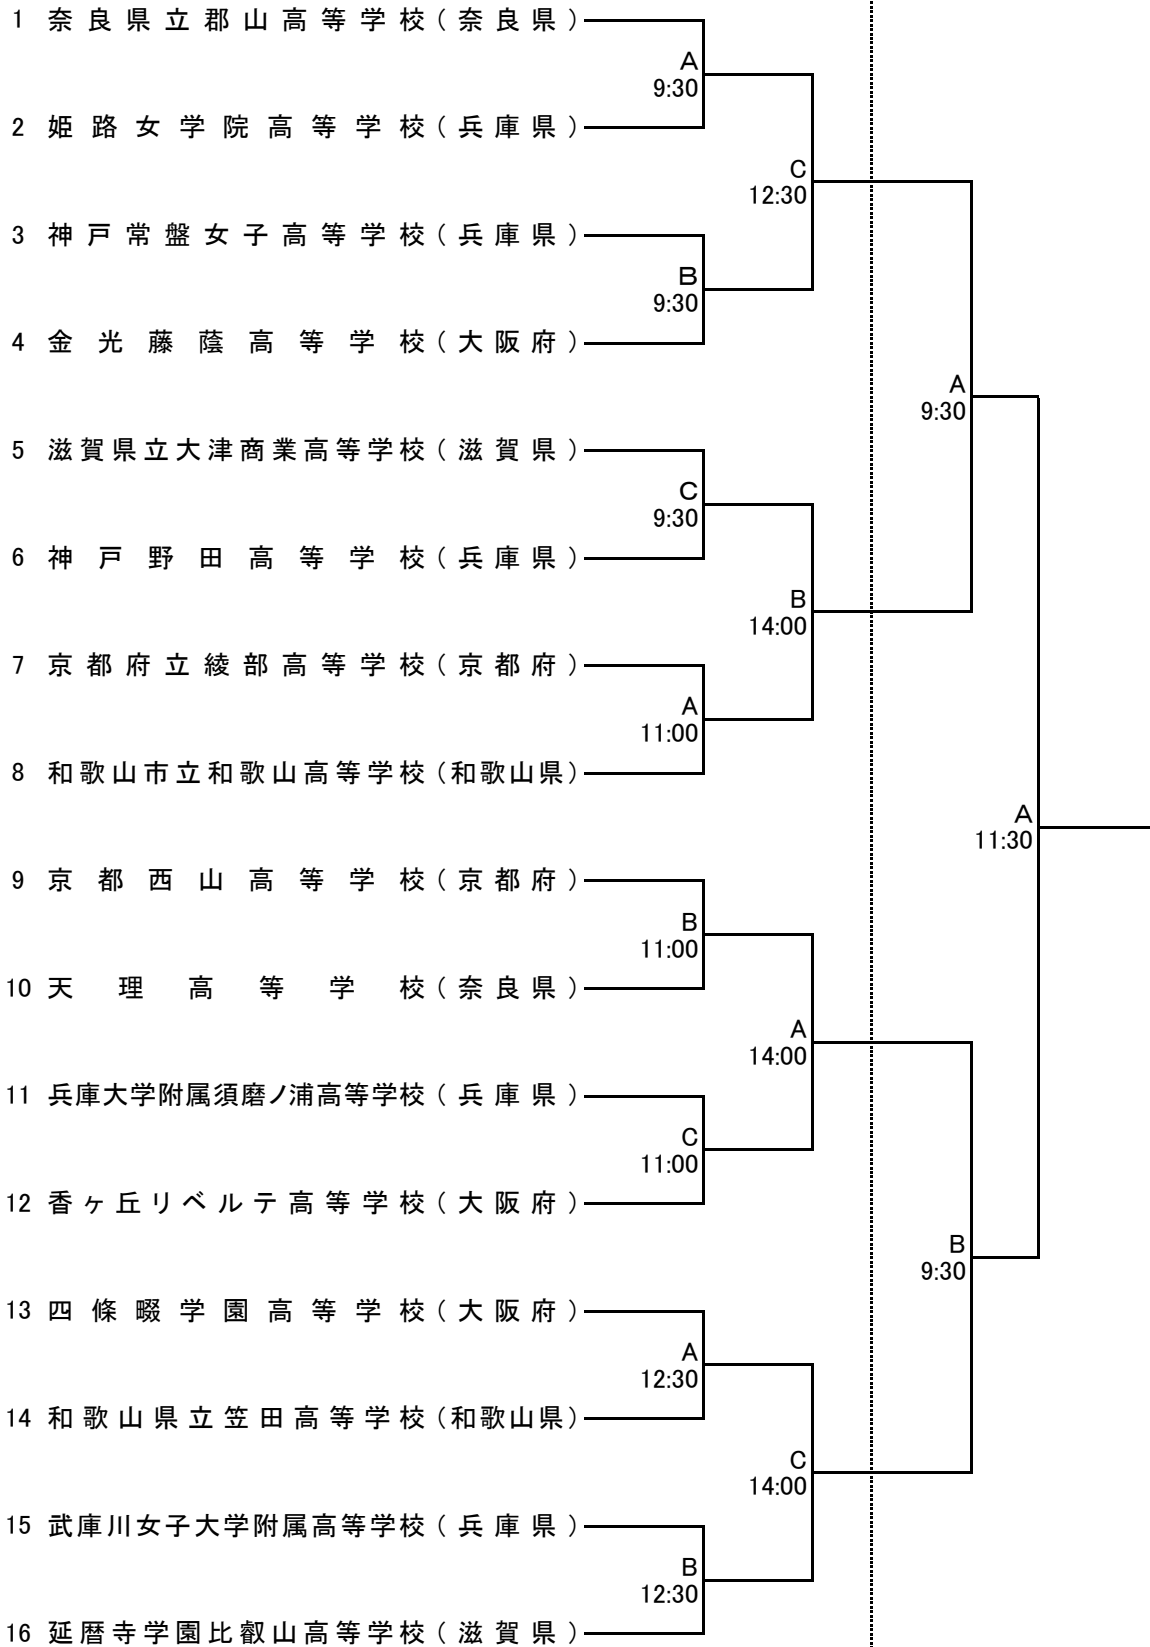 1 奈良県立郡山高等学校(奈良県)
A
9:30
2 姫路女学院高等学校(兵庫県)
C
12:30
3 神戸常盤女子高等学校(兵庫県)
B
9:30
4 金光藤蔭高等学校(大阪府)
A
9:30
5 滋賀県立大津商業高等学校(滋賀県)
C
9:30
6 神戸野田高等学校(兵庫県)
B
14:00
7 京都府立綾部高等学校(京都府)
A
11:00
8 和歌山市立和歌山高等学校(和歌山県)
A
11:30
9 京都西山高等学校(京都府)
B
11:00
10 天理高等学校(奈良県)
A
14:00
11 兵庫大学附属須磨ノ浦高等学校(兵庫県)
C
11:00
12 香ヶ丘リベルテ高等学校(大阪府)
B
9:30
13 四條畷学園高等学校(大阪府)
A
12:30
14 和歌山県立笠田高等学校(和歌山県)
C
14:00
15 武庫川女子大学附属高等学校(兵庫県)
B
12:30
16 延暦寺学園比叡山高等学校(滋賀県)